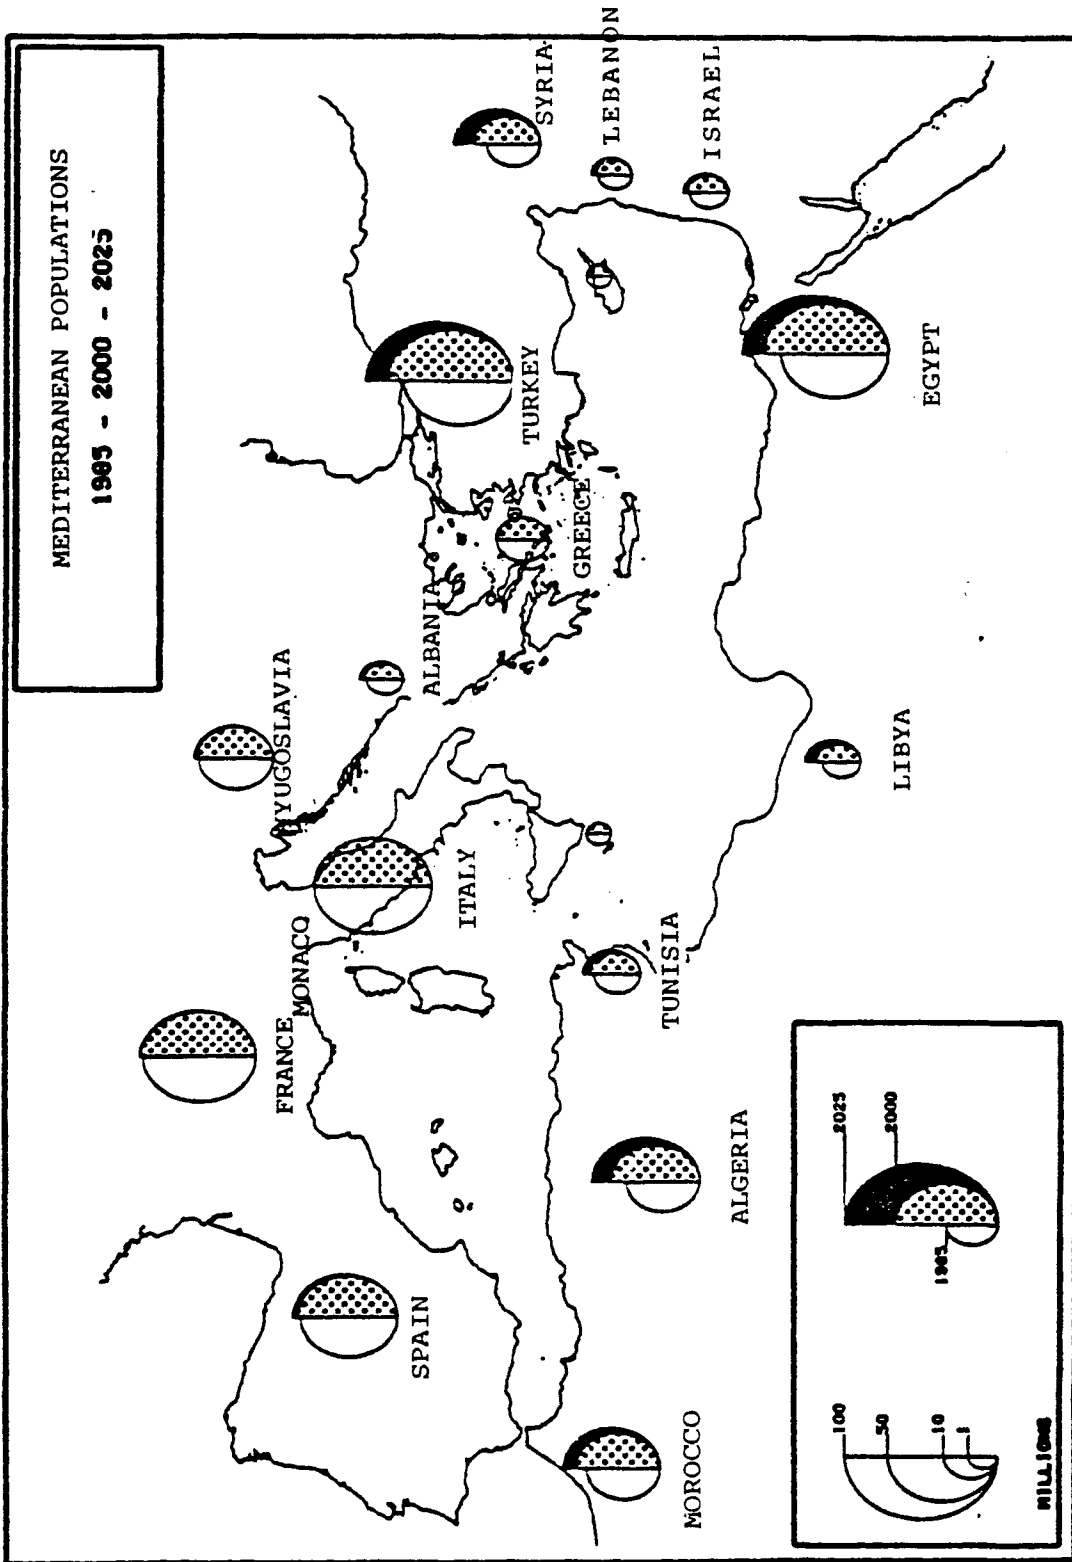 MEDITERRANEAN POPULATIONS
1985 - 2000 - 2025
SYRIA
LEBANON
ISRAEL
TURKEY
EGYPT
GREECE
ALBANIA
YUGOSLAVIA
LIBYA
ITALY
MONACO
FRANCE
TUNISIA
ALGERIA
SPAIN
MOROCCO
100
50
10
1
MILLIONS
2025
2000
1985